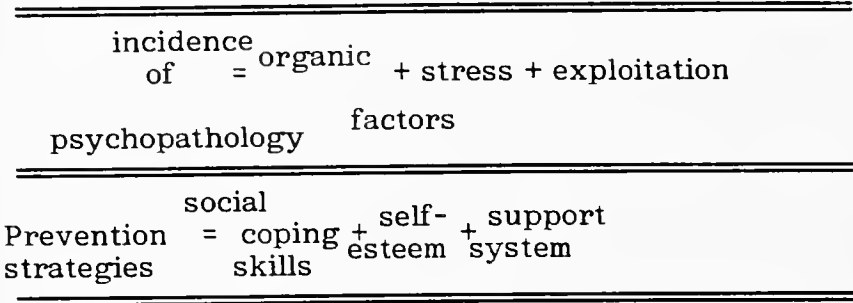 incidence
of = organic + stress + exploitation
psychopathology factors
social
Prevention = coping + self- + support
strategies skills esteem system